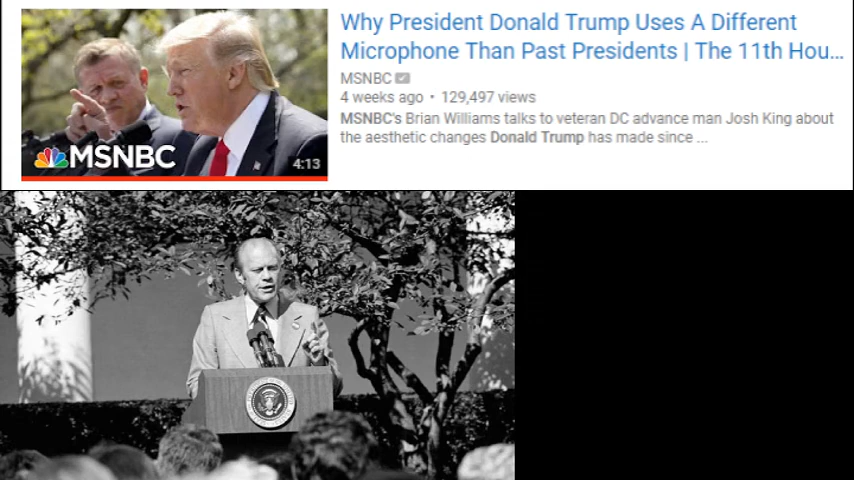 Why President Donald Trump Uses A Different
Microphone Than Past Presidents | The 11th Hou...
MSNBC
4 weeks ago • 129,497 views
MSNBC's Brian Williams talks to veteran DC advance man Josh King about
the aesthetic changes Donald Trump has made since ...
MSNBC
4:13